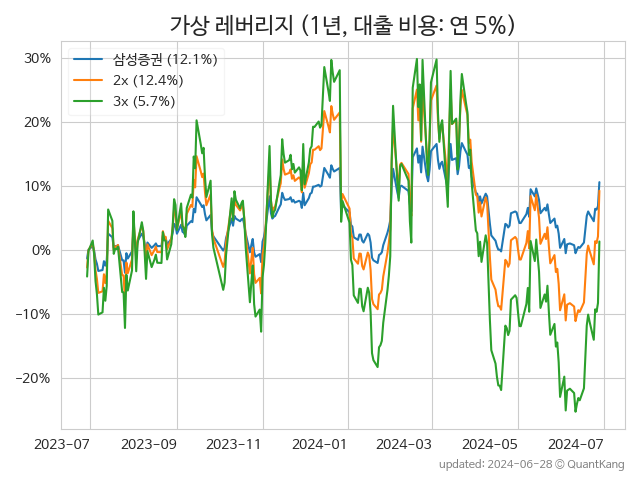 가상 레버리지 (1년, 대출 비용: 연 5%)
30%
20%
10%
0%
−10%
−20%
삼성증권 (12.1%)
2x (12.4%)
3x (5.7%)
2023-07 2023-09 2023-11 2024-01 2024-03 2024-05 2024-07
updated: 2024-06-28 © QuantKang